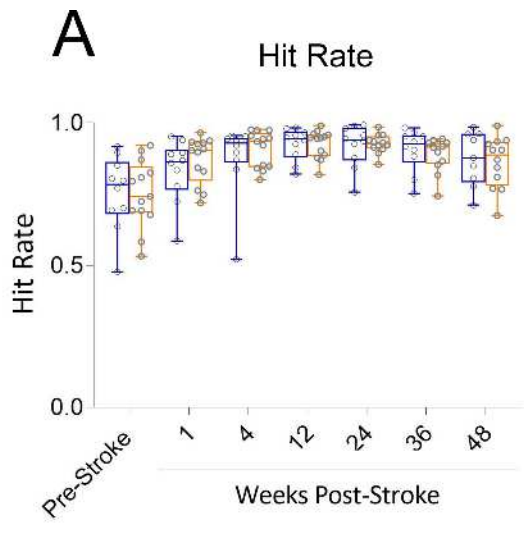 A
Hit Rate
Hit Rate
1.0
0.5
0.0
Pre-Stroke 1 4 12 24 36 48
Weeks Post-Stroke